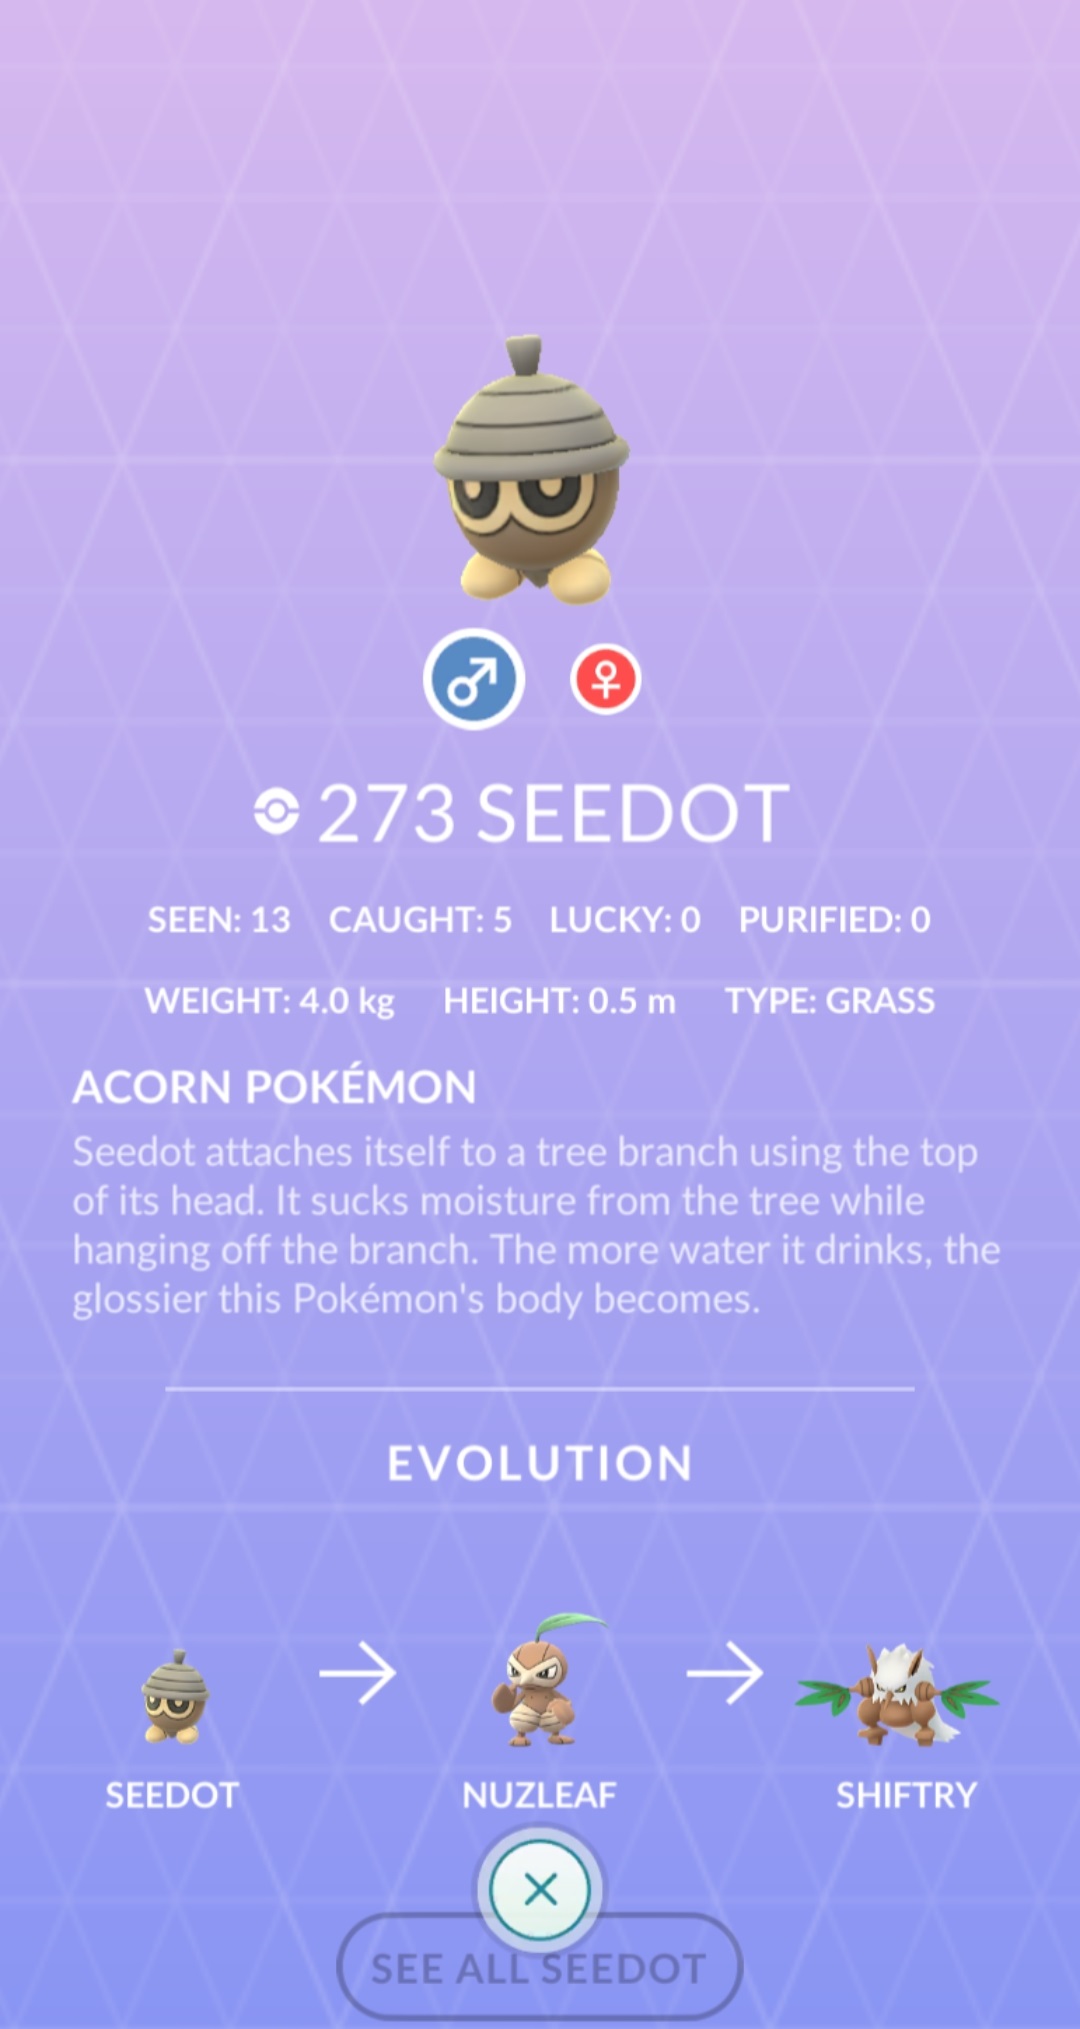 273 SEEDOT
SEEN: 13 CAUGHT: 5 LUCKY: 0 PURIFIED: 0
WEIGHT: 4.0 kg HEIGHT: 0.5 m TYPE: GRASS
ACORN POKÉMON
Seedot attaches itself to a tree branch using the top
of its head. It sucks moisture from the tree while
hanging off the branch. The more water it drinks, the
glossier this Pokémon's body becomes.
EVOLUTION
SEEDOT NUZLEAF SHIFTRY
SEE ALL SEEDOT